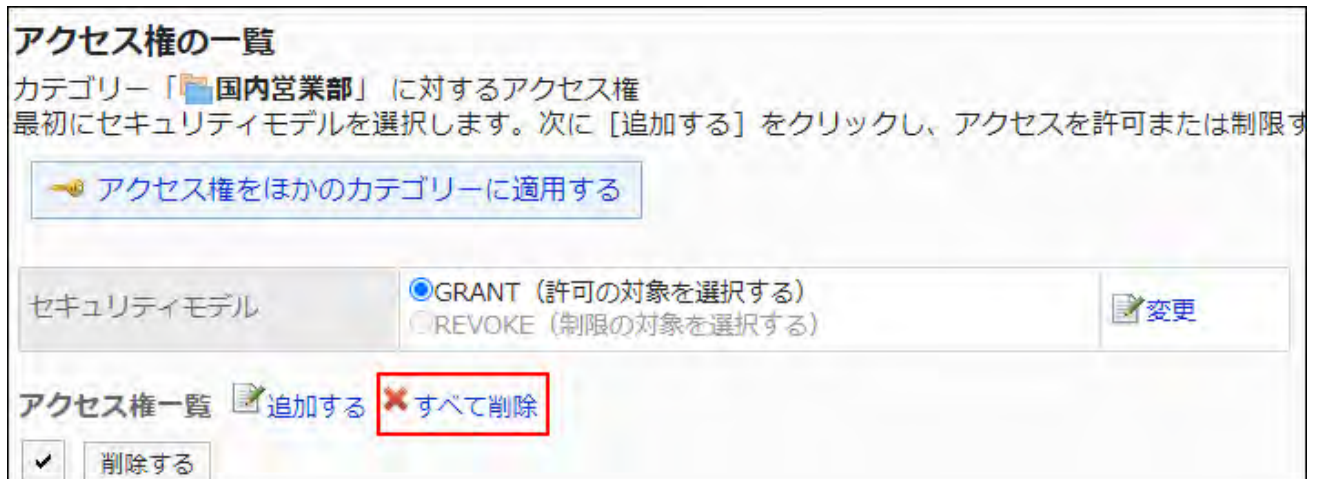 アクセス権の一覧
カテゴリー「国内営業部」 に対するアクセス権
最初にセキュリティモデルを選択します。次に [追加する] をクリックし、アクセスを許可または制限す
アクセス権をほかのカテゴリーに適用する
セキュリティモデル
GRANT（許可の対象を選択する）
REVOKE（制限の対象を選択する）
変更
アクセス権一覧 追加する すべて削除
削除する